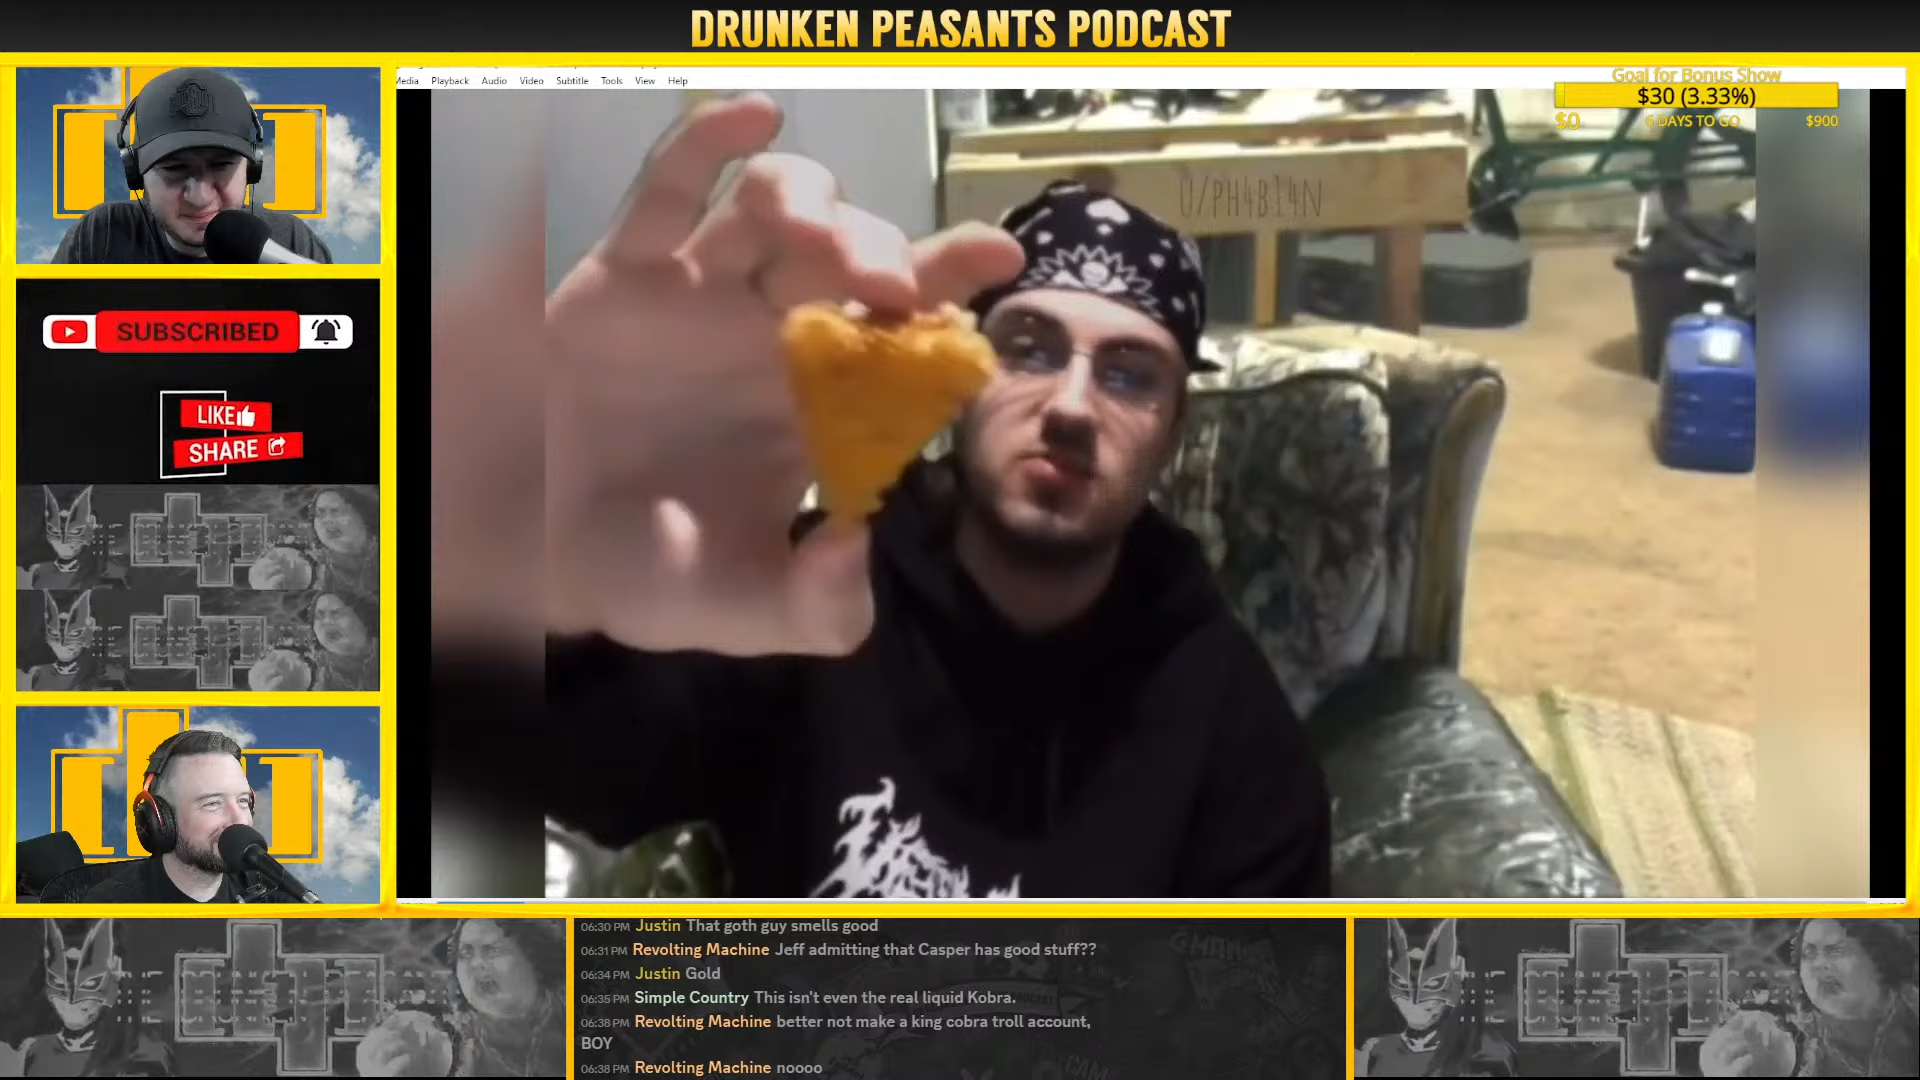 DRUNKEN PEASANTS PODCAST
Media Playback Audio Video Subtitle Tools View Help
Goal for Bonus Show
$30 (3.33%)
$0 6 DAYS TO GO $900
U/PH4B14N
SUBSCRIBED
LIKE
SHARE
06:30 PM Justin That goth guy smells good
06:31 PM Revolting Machine Jeff admitting that Casper has good stuff??
06:34 PM Justin Gold
06:35 PM Simple Country This isn't even the real liquid Kobra.
06:38 PM Revolting Machine better not make a king cobra troll account,
BOY
06:38 PM Revolting Machine noooo